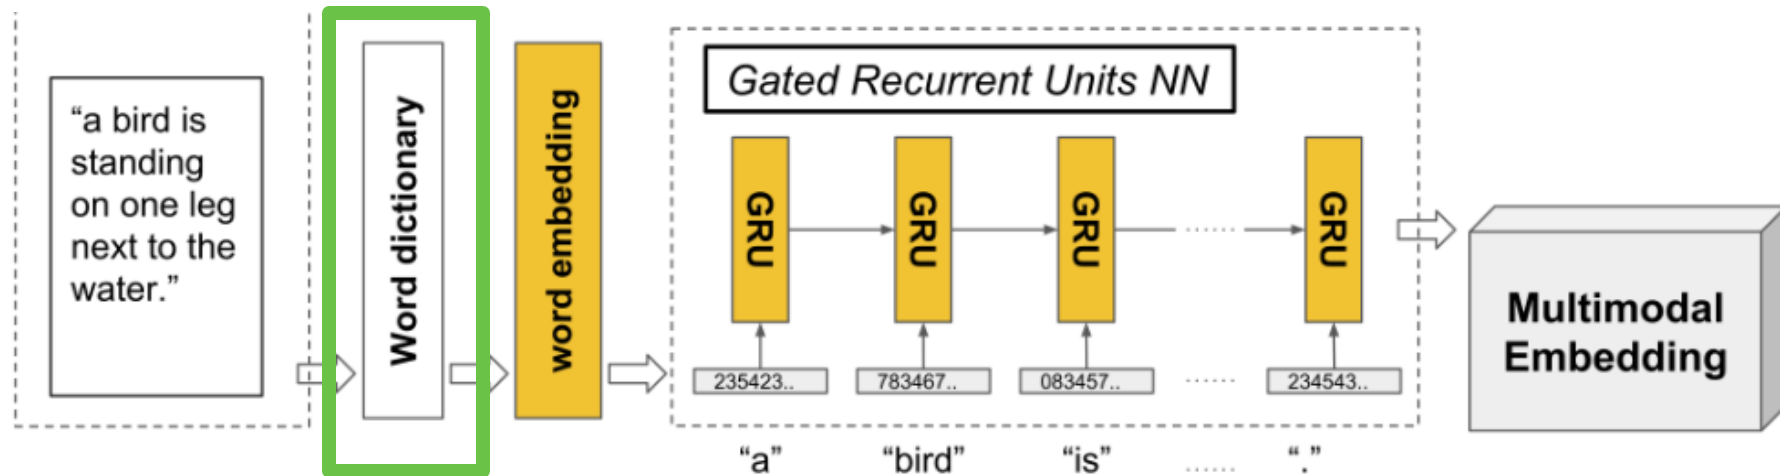 “a bird is
standing
on one leg
next to the
water.”
Word dictionary
word embedding
Gated Recurrent Units NN
GRU
GRU
GRU
......
GRU
235423..
783467..
083457..
......
234543..
“a”
“bird”
“is”
......
“.”
Multimodal
Embedding